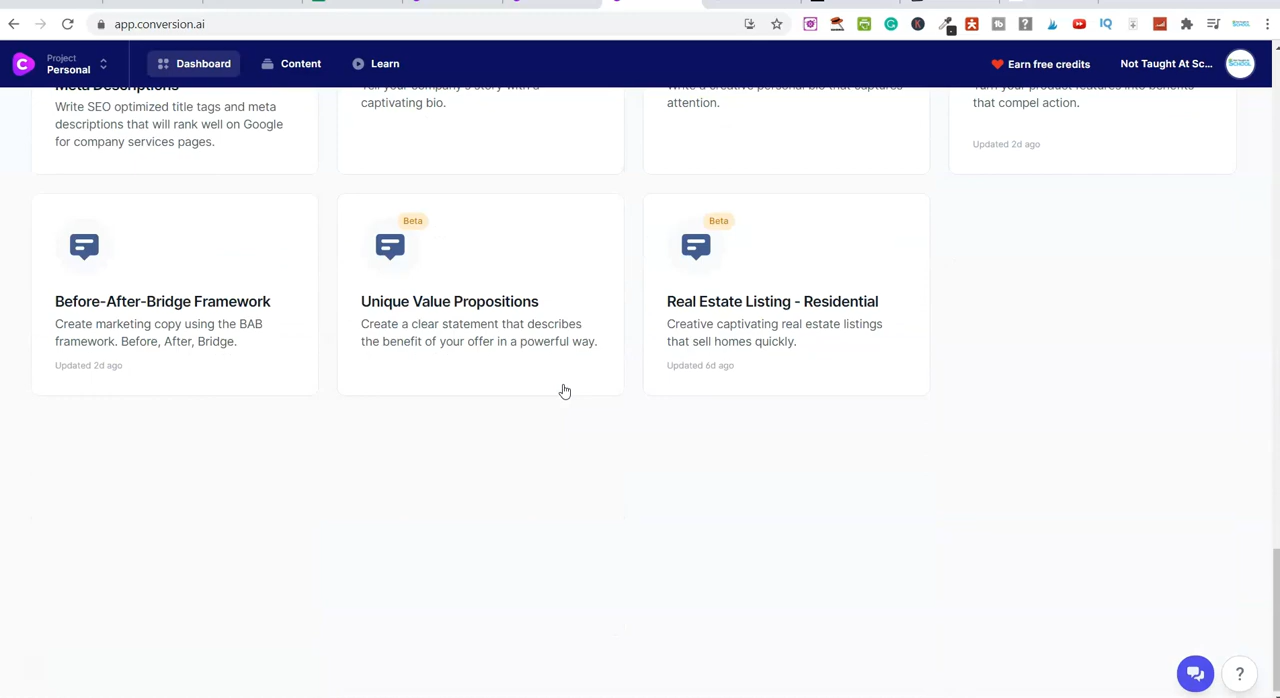 app.conversion.ai
Project
Personal
Dashboard
Content
Learn
Earn free credits
Not Taught At Sc...
Meta Descriptions
Write SEO optimized title tags and meta
descriptions that will rank well on Google
for company services pages.
Tell your company's story with a
captivating bio.
Write a creative personal bio that captures
attention.
Turn your product features into benefits
that compel action.
Updated 2d ago
Before-After-Bridge Framework
Create marketing copy using the BAB
framework. Before, After, Bridge.
Updated 2d ago
Beta
Unique Value Propositions
Create a clear statement that describes
the benefit of your offer in a powerful way.
Beta
Real Estate Listing - Residential
Creative captivating real estate listings
that sell homes quickly.
Updated 6d ago
?